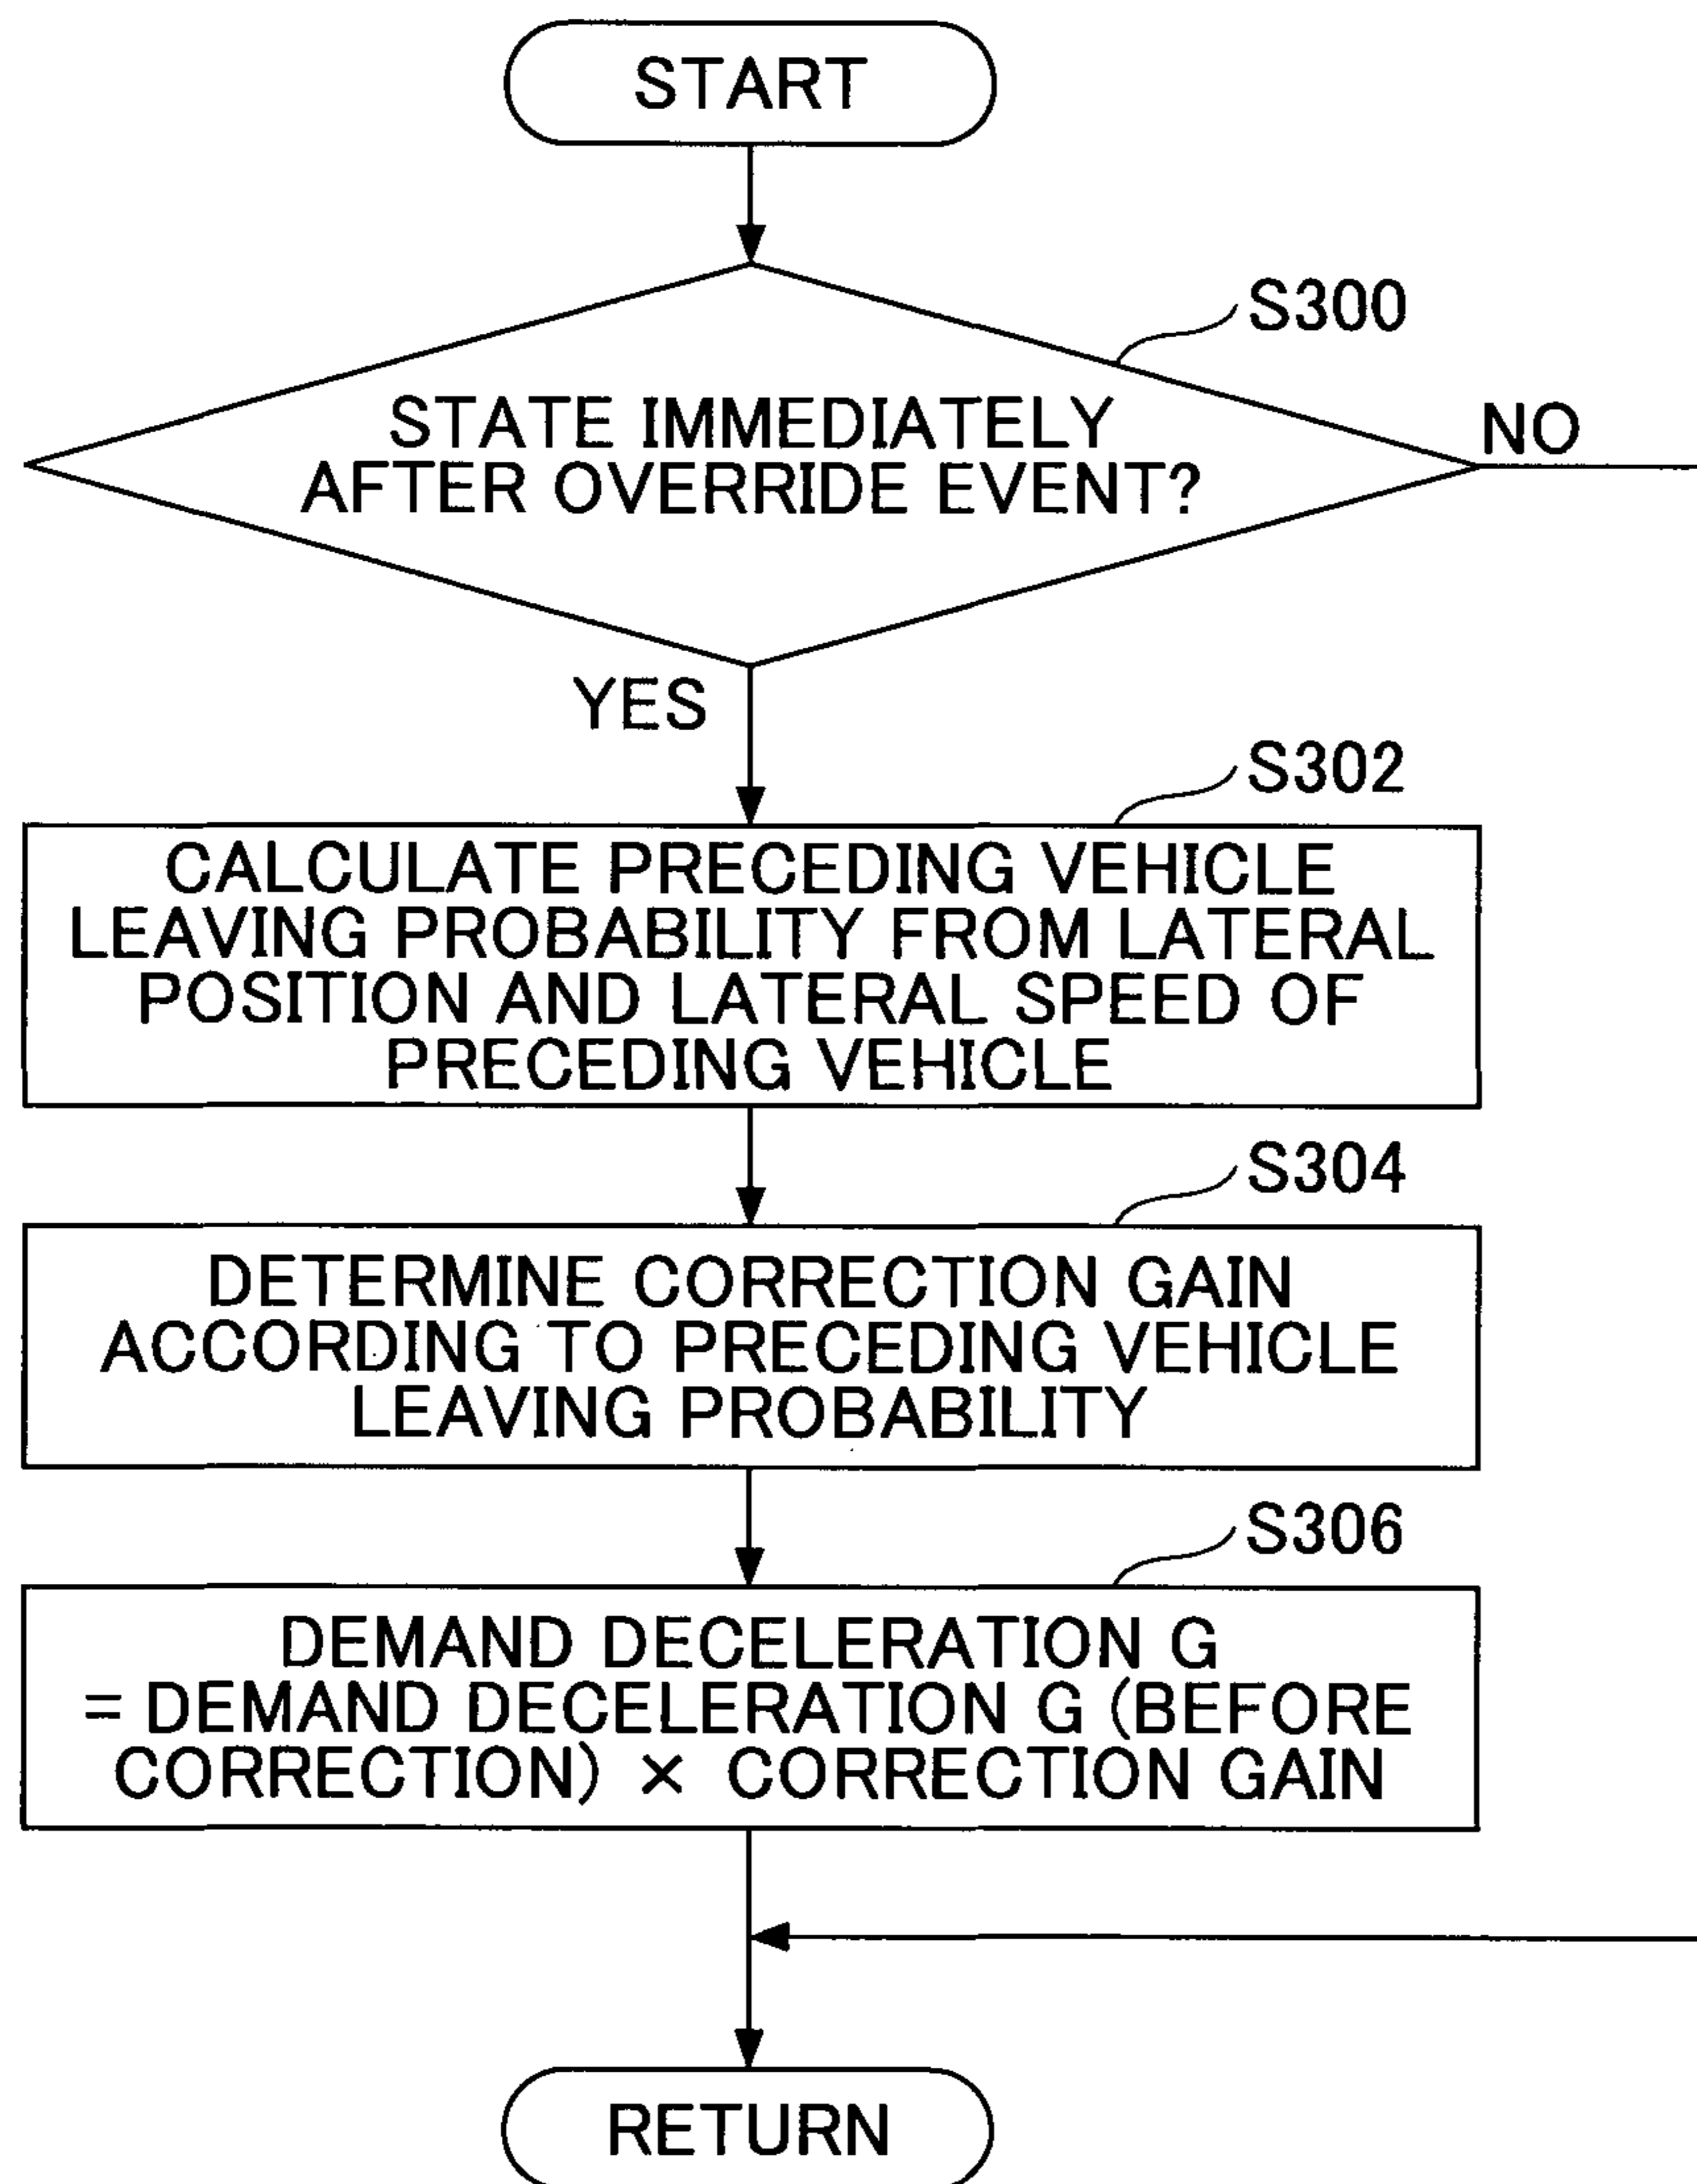 START
S300
STATE IMMEDIATELY
AFTER OVERRIDE EVENT?
NO
YES
S302
CALCULATE PRECEDING VEHICLE
LEAVING PROBABILITY FROM LATERAL
POSITION AND LATERAL SPEED OF
PRECEDING VEHICLE
S304
DETERMINE CORRECTION GAIN
ACCORDING TO PRECEDING VEHICLE
LEAVING PROBABILITY
S306
DEMAND DECELERATION G
= DEMAND DECELERATION G (BEFORE
CORRECTION) × CORRECTION GAIN
RETURN